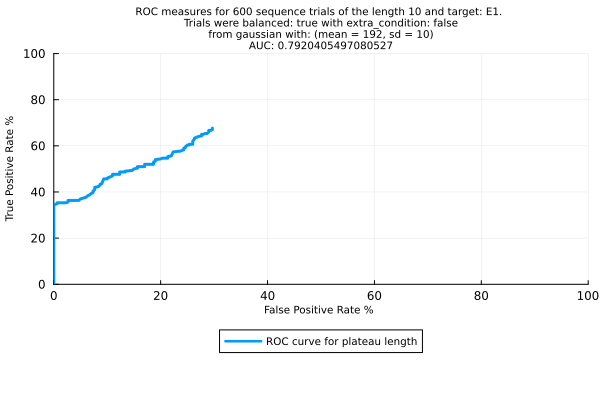 ROC measures for 600 sequence trials of the length 10 and target: E1.
Trials were balanced: true with extra_condition: false
from gaussian with: (mean = 192, sd = 10)
AUC: 0.7920405497080527
100
80
60
40
20
0
True Positive Rate %
0 20 40 60 80 100
False Positive Rate %
ROC curve for plateau length